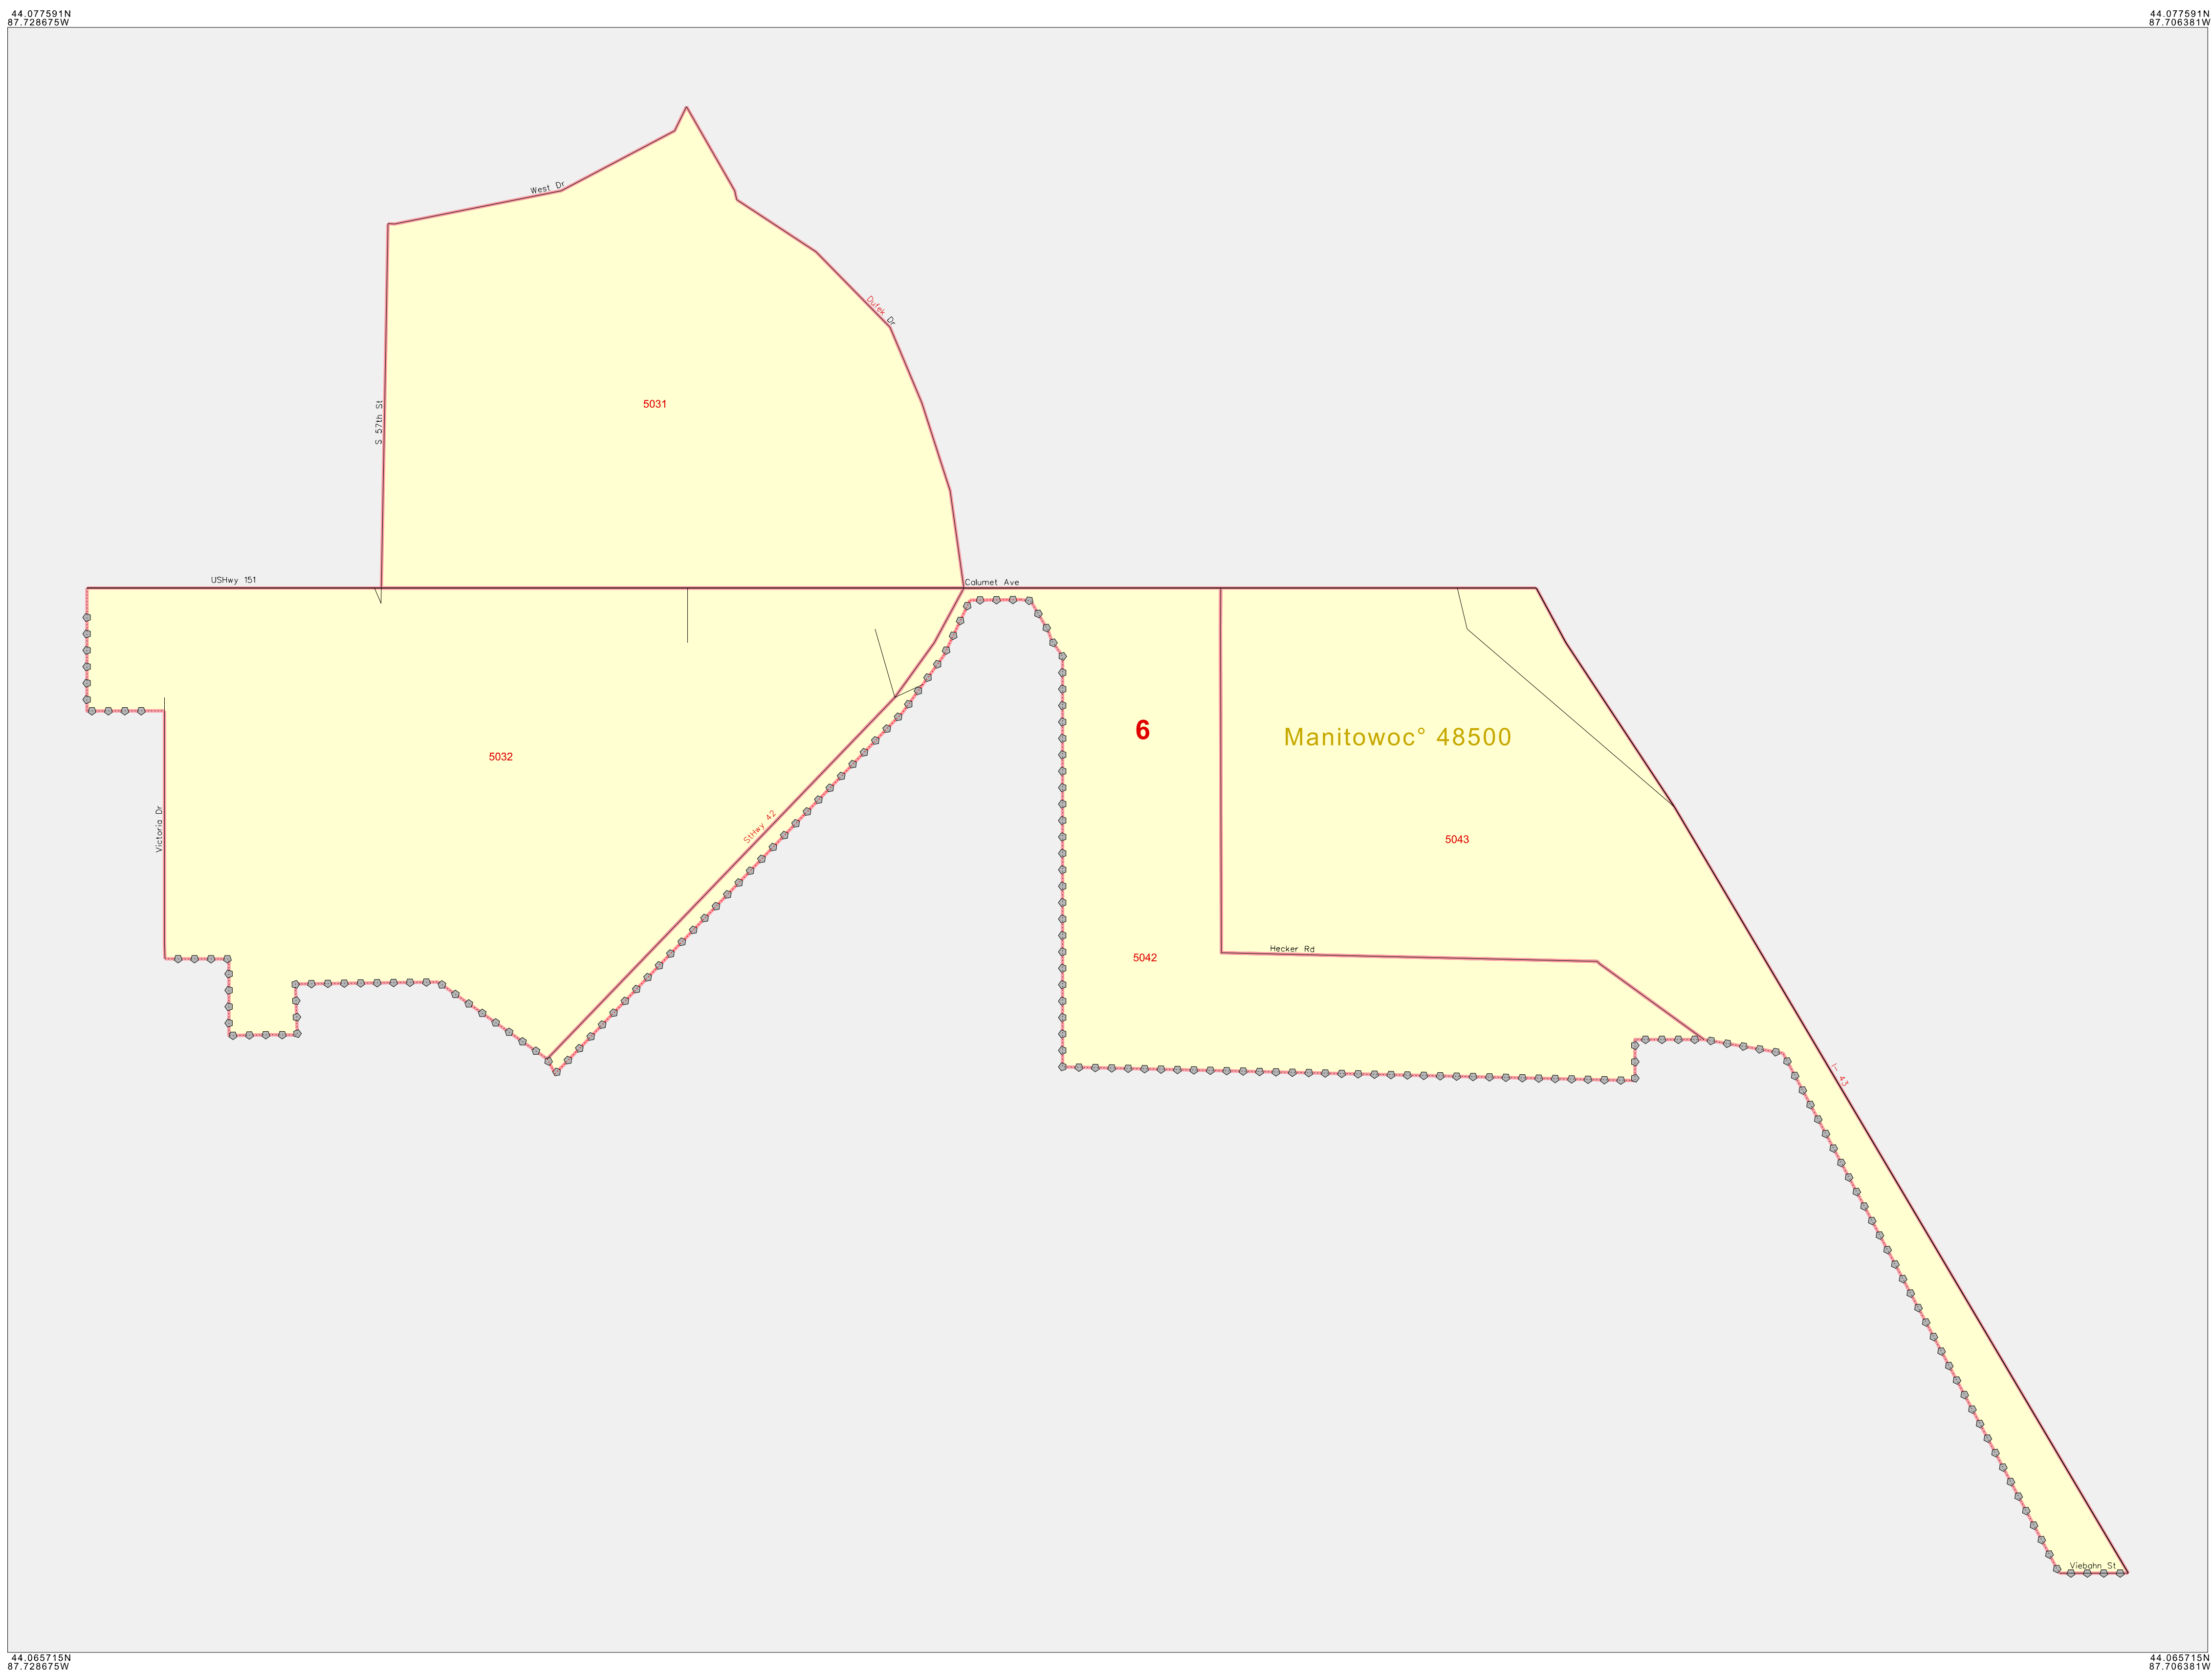 44.077591N
87.728675W
44.077591N
87.706381W
West Dr
Dufek Dr
S 57th St
5031
USHwy 151
Calumet Ave
6
Manitowoc° 48500
5032
Victoria Dr
StHwy 42
5043
Hecker Rd
5042
I- 43
Viebahn St
44.065715N
87.728675W
44.065715N
87.706381W